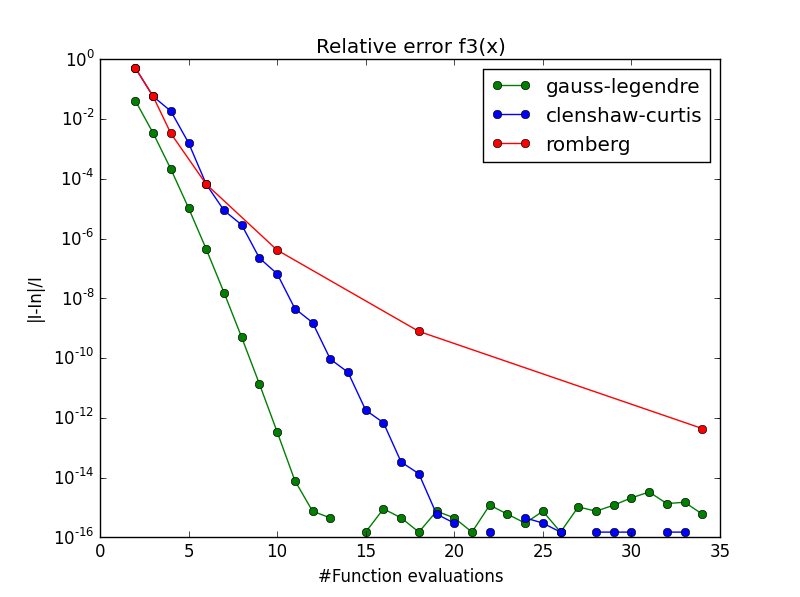 Relative error f3(x)
gauss-legendre
clenshaw-curtis
romberg
|I-In|/I
10^0
10^-2
10^-4
10^-6
10^-8
10^-10
10^-12
10^-14
10^-16
0 5 10 15 20 25 30 35
#Function evaluations